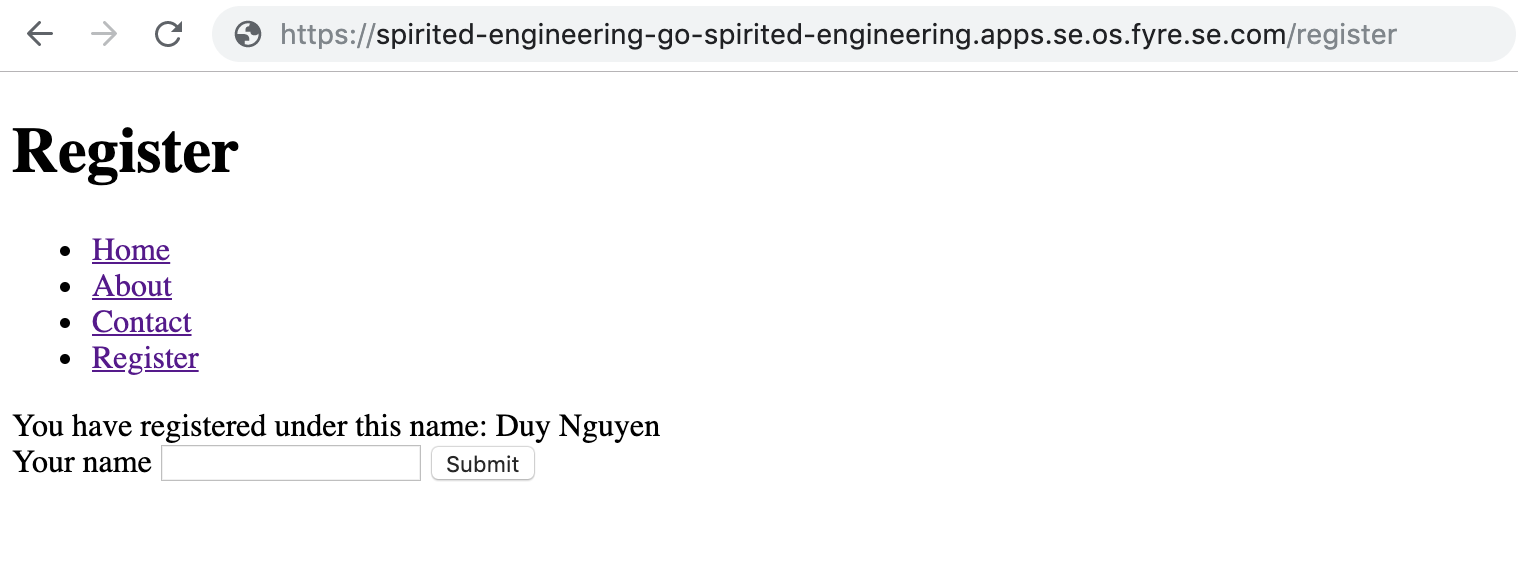 https://spirited-engineering-go-spirited-engineering.apps.se.os.fyre.se.com/register
Register
Home
About
Contact
Register
You have registered under this name: Duy Nguyen
Your name Submit